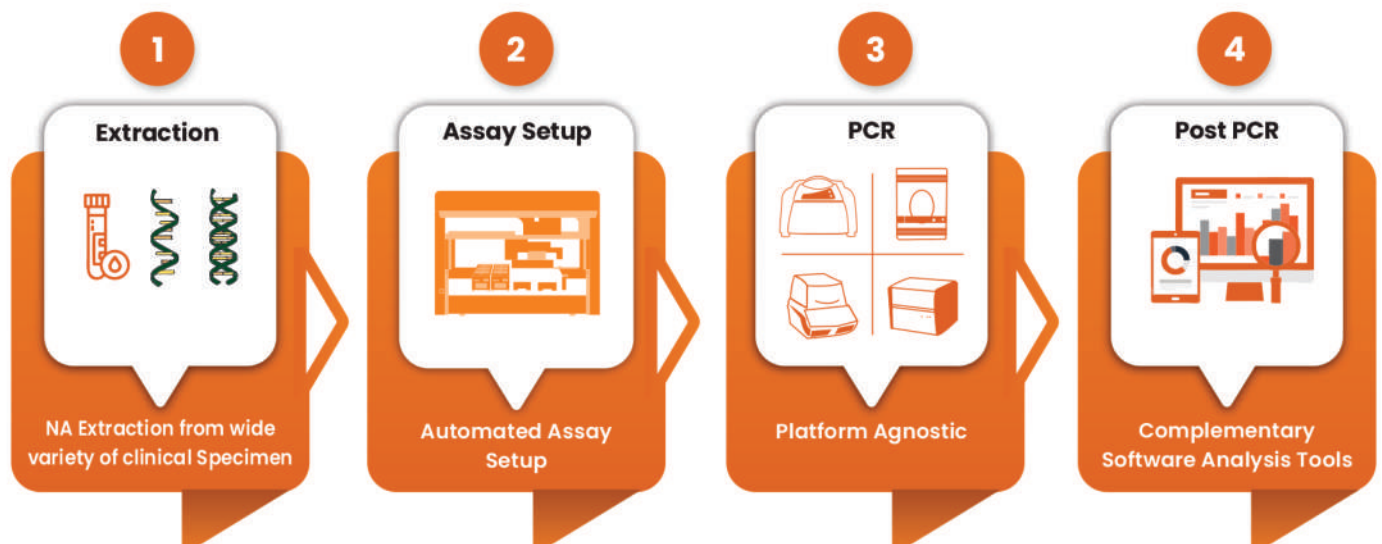 1
Extraction
NA Extraction from wide
variety of clinical Specimen
2
Assay Setup
Automated Assay
Setup
3
PCR
Platform Agnostic
4
Post PCR
Complementary
Software Analysis Tools